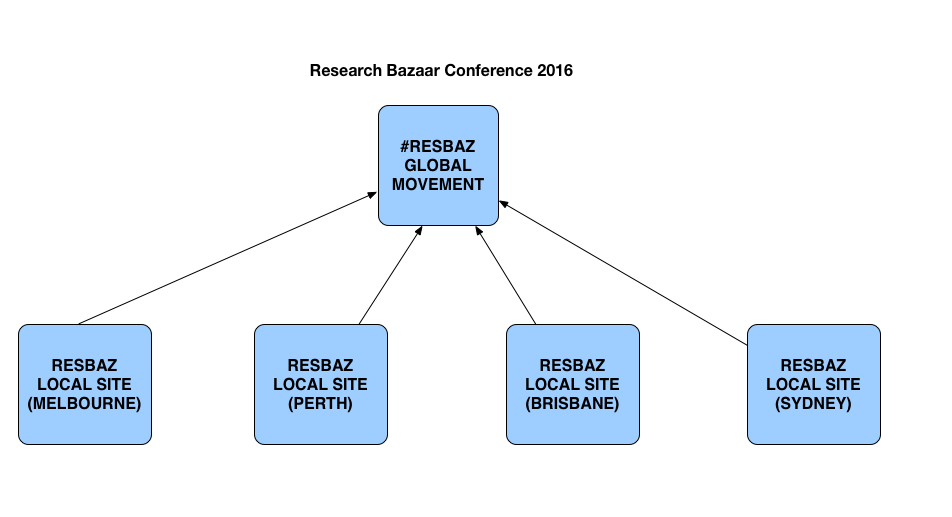 Research Bazaar Conference 2016
#RESBAZ
GLOBAL
MOVEMENT
RESBAZ
LOCAL SITE
(MELBOURNE)
RESBAZ
LOCAL SITE
(PERTH)
RESBAZ
LOCAL SITE
(BRISBANE)
RESBAZ
LOCAL SITE
(SYDNEY)